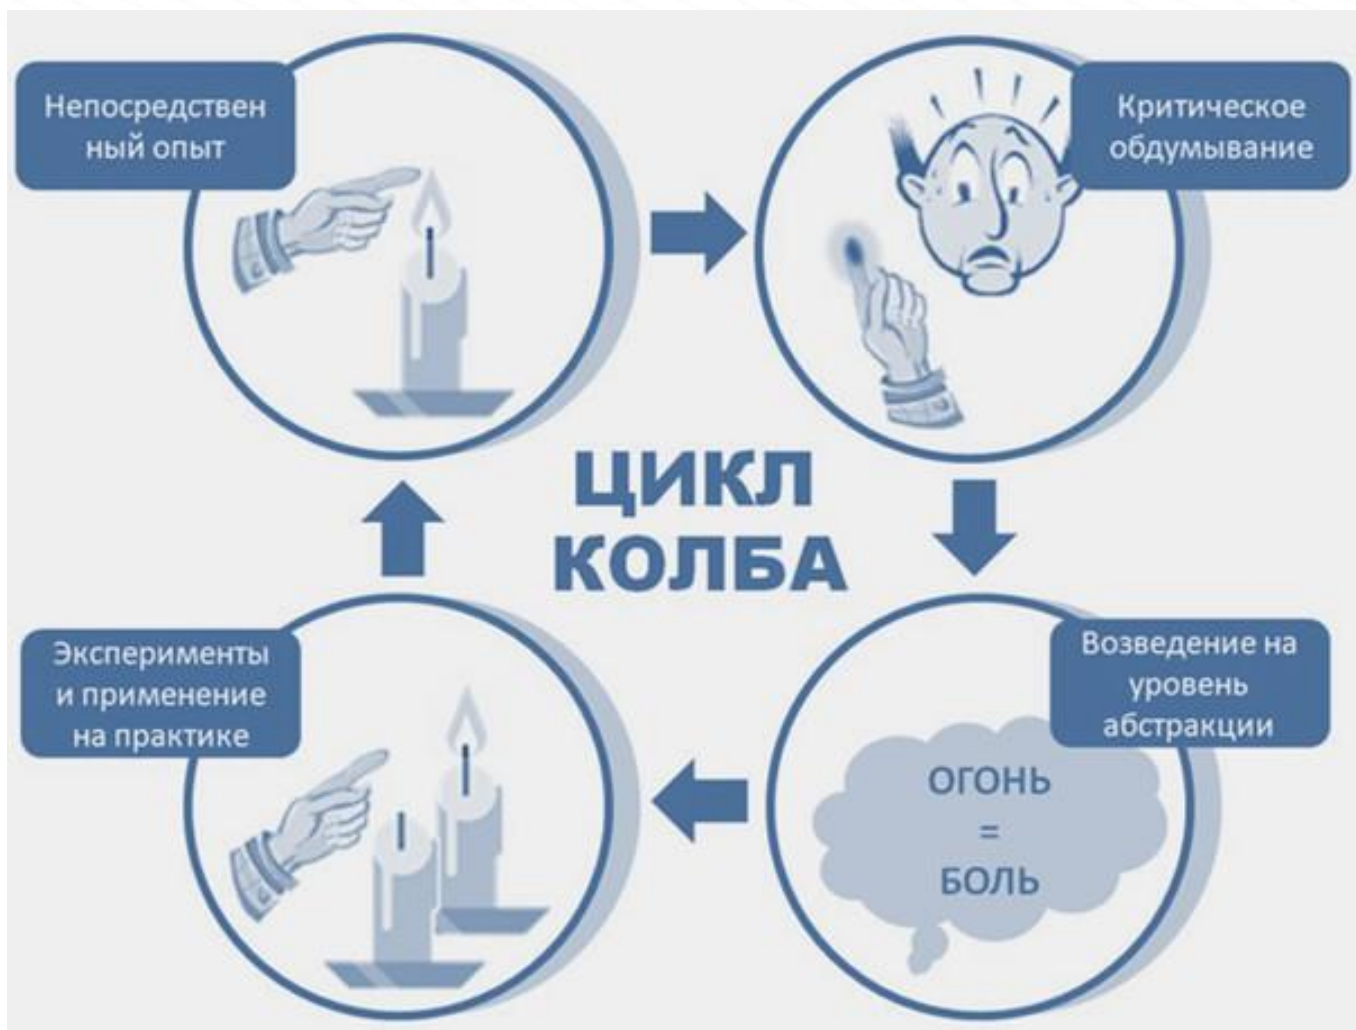 Непосредствен
ный опыт
Критическое
обдумывание
ЦИКЛ
КОЛБА
Эксперименты
и применение
на практике
Возведение на
уровень
абстракции
ОГОНЬ
=
БОЛЬ